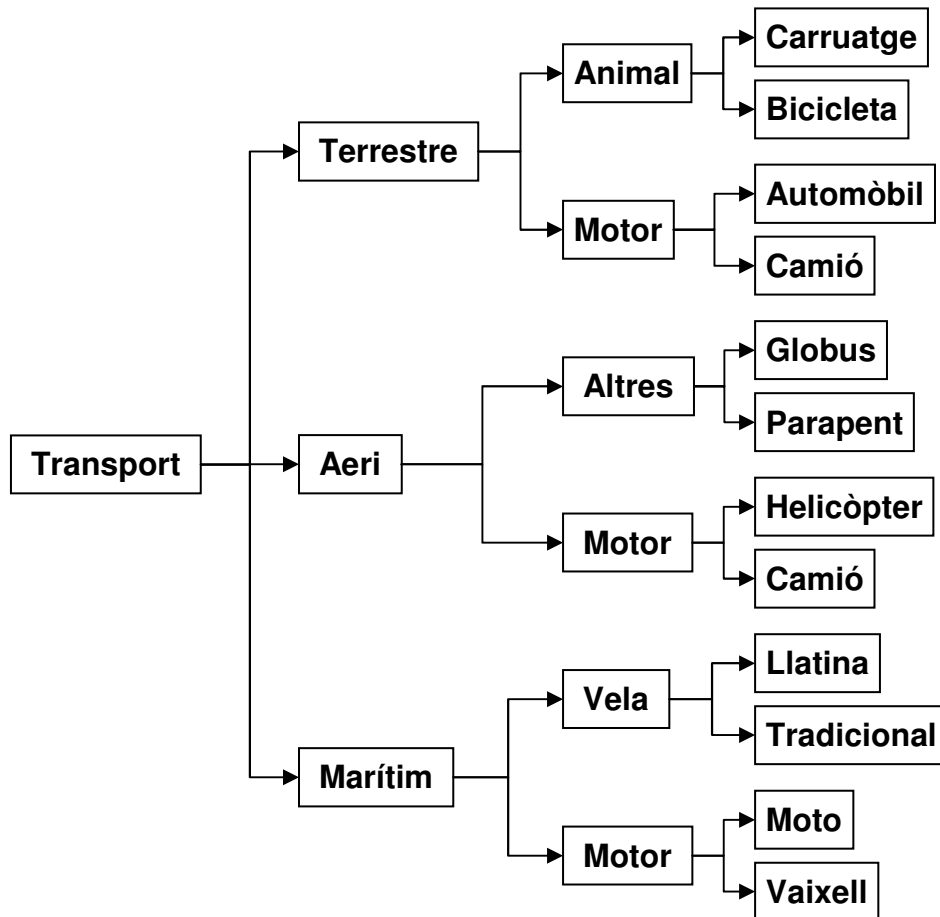 Transport
Terrestre
Animal
Carruatge
Bicicleta
Motor
Automòbil
Camió
Aeri
Altres
Globus
Parapent
Motor
Helicòpter
Camió
Marítim
Vela
Llatina
Tradicional
Motor
Moto
Vaixell